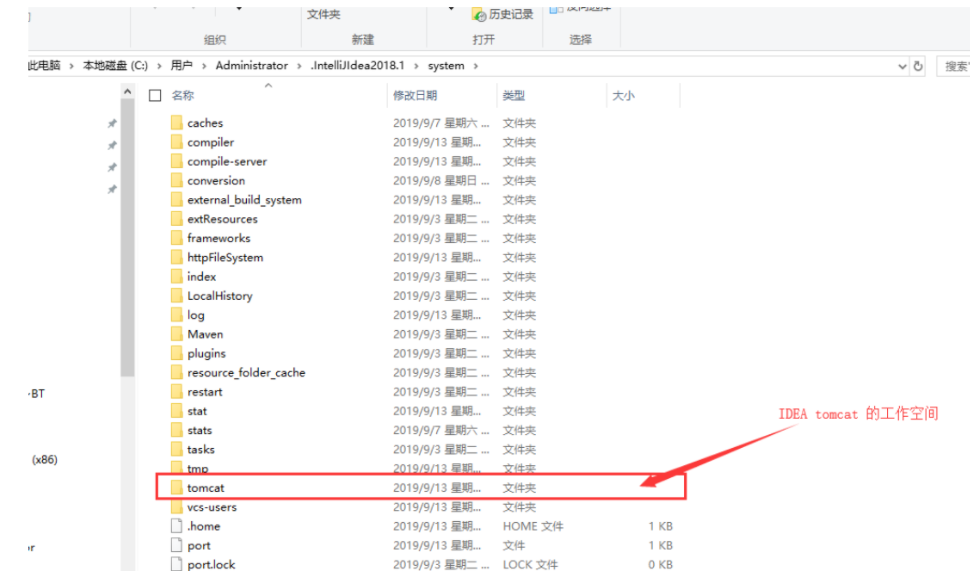 文件夹
历史记录
组织
新建
打开
选择
此电脑 › 本地磁盘 (C:) › 用户 › Administrator › .IntelliJIdea2018.1 › system ›
搜索
名称 修改日期 类型 大小
caches 2019/9/7 星期六 ... 文件夹
compiler 2019/9/13 星期... 文件夹
compile-server 2019/9/13 星期... 文件夹
conversion 2019/9/8 星期日 ... 文件夹
external_build_system 2019/9/13 星期... 文件夹
extResources 2019/9/3 星期二 ... 文件夹
frameworks 2019/9/3 星期二 ... 文件夹
httpFileSystem 2019/9/13 星期... 文件夹
index 2019/9/3 星期二 ... 文件夹
LocalHistory 2019/9/3 星期二 ... 文件夹
log 2019/9/13 星期... 文件夹
Maven 2019/9/3 星期二 ... 文件夹
plugins 2019/9/3 星期二 ... 文件夹
resource_folder_cache 2019/9/3 星期二 ... 文件夹
-BT restart 2019/9/3 星期二 ... 文件夹
stat 2019/9/13 星期... 文件夹
IDEA tomcat 的工作空间
stats 2019/9/7 星期六 ... 文件夹
tasks 2019/9/3 星期二 ... 文件夹
(x86)
tmp 2019/9/13 星期... 文件夹
tomcat 2019/9/13 星期... 文件夹
vcs-users 2019/9/13 星期... 文件夹
.home 2019/9/13 星期... HOME 文件 1 KB
port 2019/9/13 星期... 文件 1 KB
port.lock 2019/9/3 星期二 ... LOCK 文件 0 KB